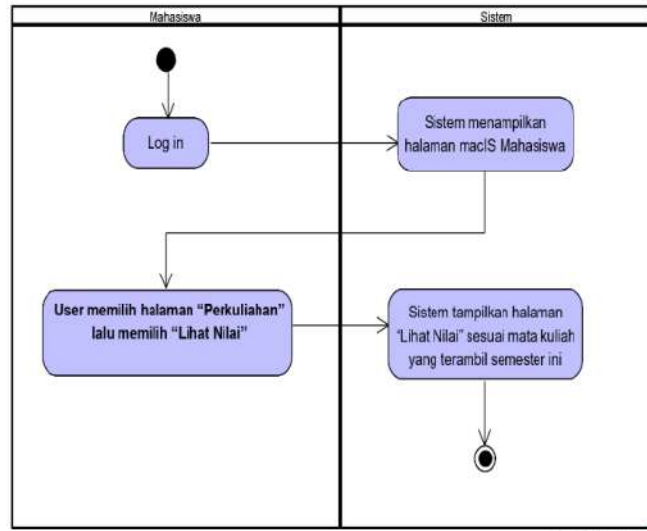 Mahasiswa
Sistem
Log in
Sistem menampilkan
halaman macIS Mahasiswa
User memilih halaman “Perkuliahan”
lalu memilih “Lihat Nilai”
Sistem tampilkan halaman
“Lihat Nilai” sesuai mata kuliah
yang terambil semester ini